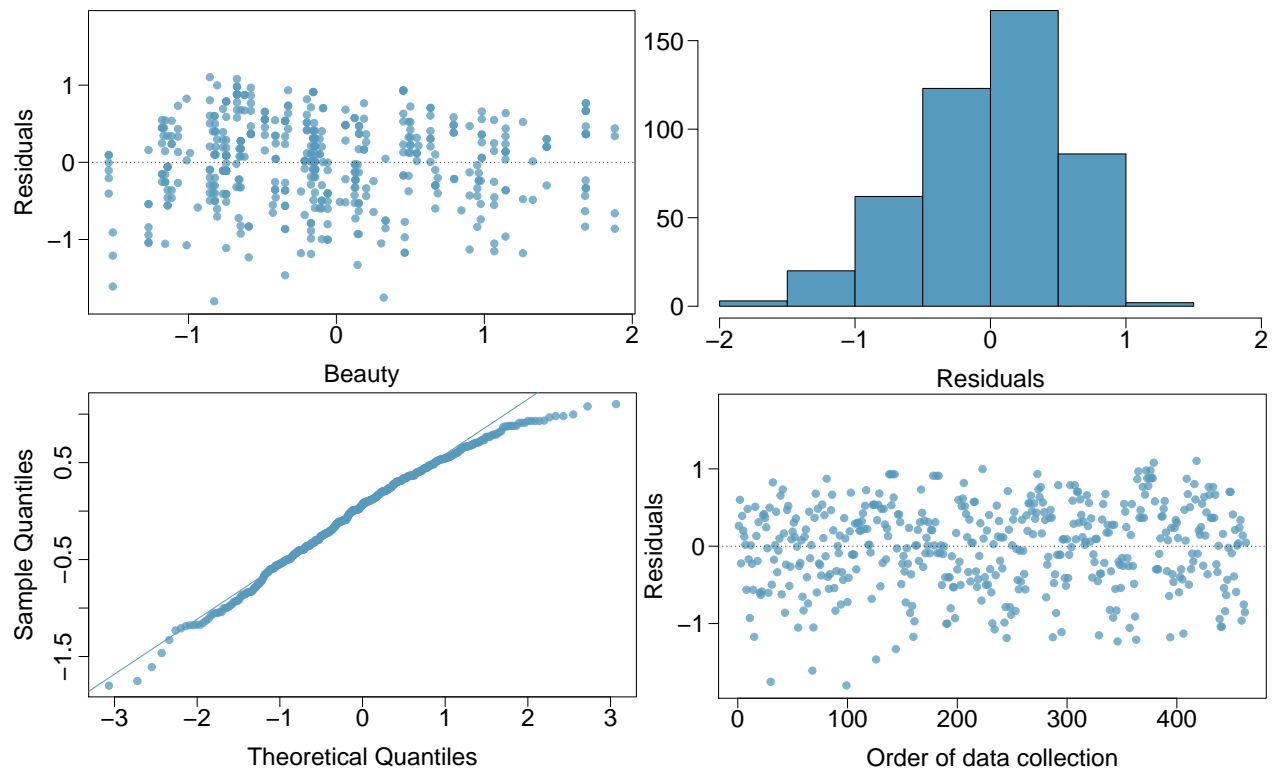 1
0
−1
Residuals
−1 0 1 2
Beauty
150
100
50
0
−2 −1 0 1 2
Residuals
0.5
−0.5
−1.5
Sample Quantiles
−3 −2 −1 0 1 2 3
Theoretical Quantiles
1
0
−1
Residuals
0 100 200 300 400
Order of data collection